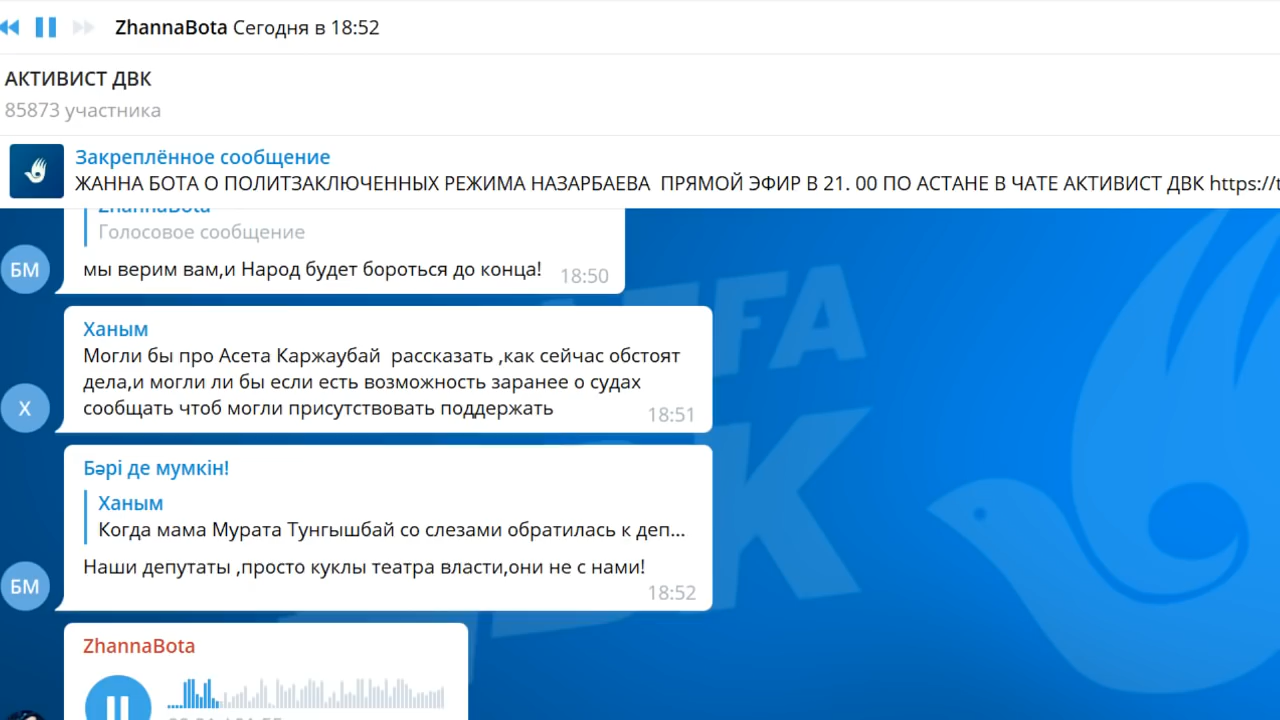 ZhannaBota Сегодня в 18:52
АКТИВИСТ ДВК
85873 участника
Закреплённое сообщение
ЖАННА БОТА О ПОЛИТЗАКЛЮЧЕННЫХ РЕЖИМА НАЗАРБАЕВА ПРЯМОЙ ЭФИР В 21. 00 ПО АСТАНЕ В ЧАТЕ АКТИВИСТ ДВК https://t
ZhannaBota
Голосовое сообщение
БМ
мы верим вам,и Народ будет бороться до конца!
18:50
Ханым
Могли бы про Асета Каржаубай рассказать ,как сейчас обстоят
дела,и могли ли бы если есть возможность заранее о судах
Х
сообщать чтоб могли присутствовать поддержать
18:51
Бәрі де мумкін!
Ханым
Когда мама Мурата Тунгышбай со слезами обратилась к деп...
Наши депутаты ,просто куклы театра власти,они не с нами!
БМ
18:52
ZhannaBota